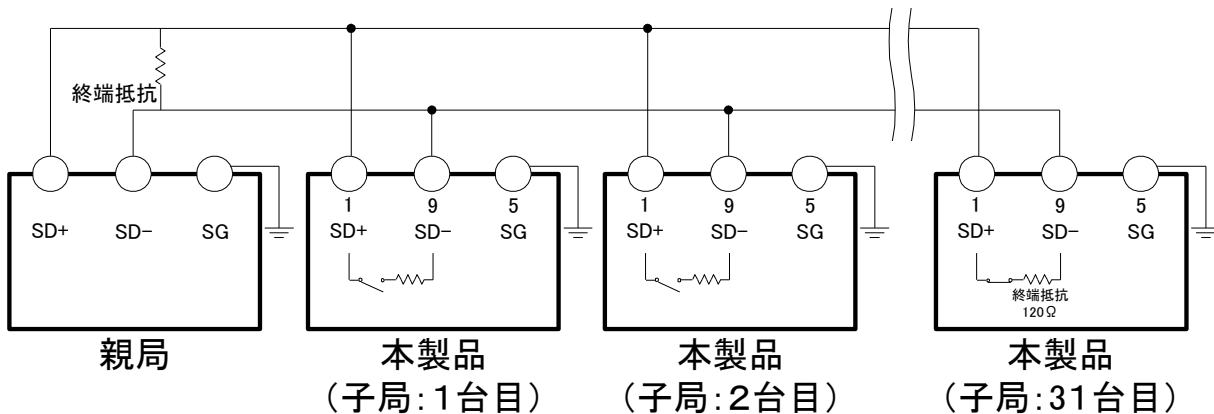 終端抵抗
SD+ SD- SG
1 9 5
SD+ SD- SG
1 9 5
SD+ SD- SG
1 9 5
SD+ SD- SG
終端抵抗
120Ω
親局
本製品
（子局：1台目）
本製品
（子局：2台目）
本製品
（子局：31台目）